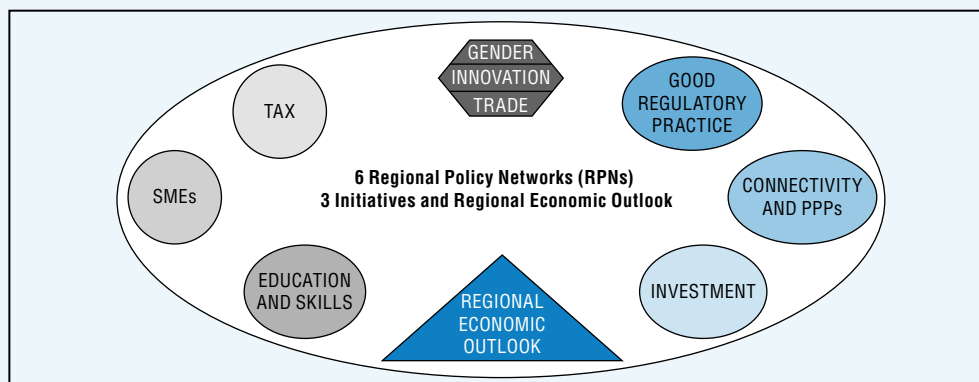 GENDER
INNOVATION
TRADE
TAX
GOOD
REGULATORY
PRACTICE
6 Regional Policy Networks (RPNs)
3 Initiatives and Regional Economic Outlook
SMEs
CONNECTIVITY
AND PPPs
EDUCATION
AND SKILLS
REGIONAL
ECONOMIC
OUTLOOK
INVESTMENT